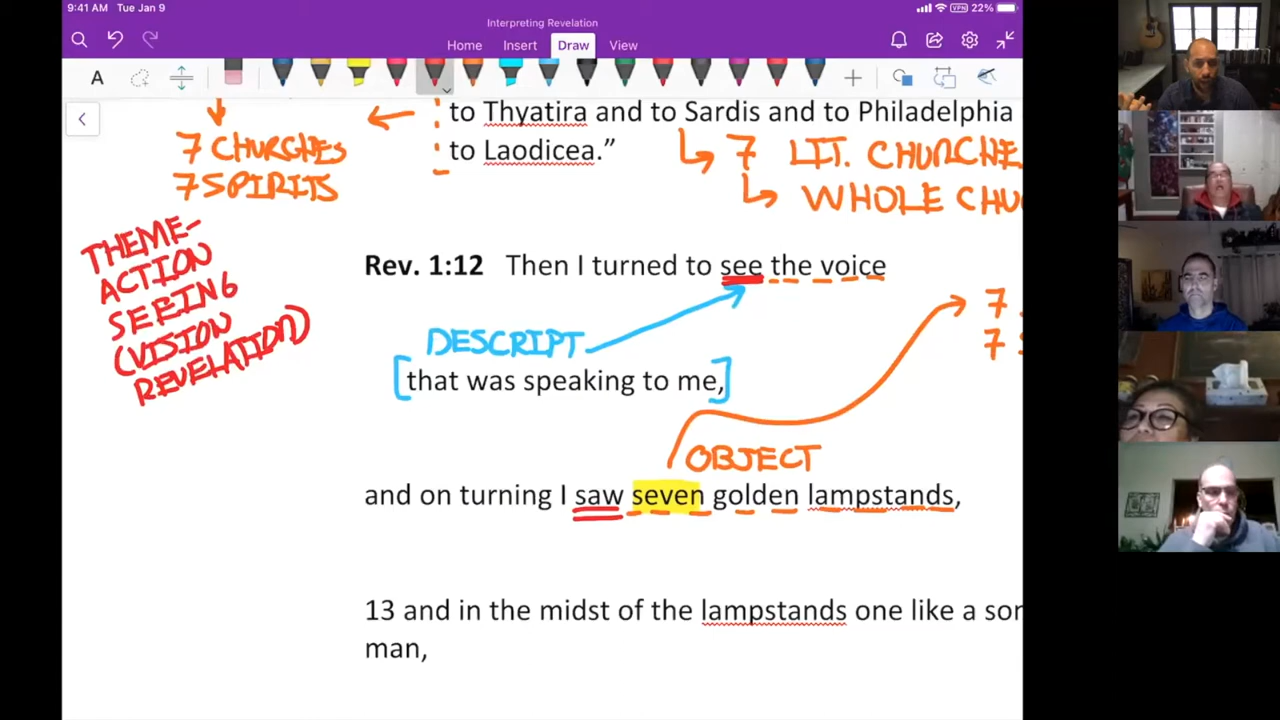 9:41 AM Tue Jan 9
VPN 22%
Interpreting Revelation
Home Insert Draw View
A
to Thyatira and to Sardis and to Philadelphia
to Laodicea.”
7 CHURCHES
7 SPIRITS
7 LIT. CHURCHE
WHOLE CHU
THEME-
ACTION
SEEING
(VISION
REVELATION)
Rev. 1:12 Then I turned to see the voice
7
7
DESCRIPT
[that was speaking to me,]
OBJECT
and on turning I saw seven golden lampstands,
13 and in the midst of the lampstands one like a son
man,